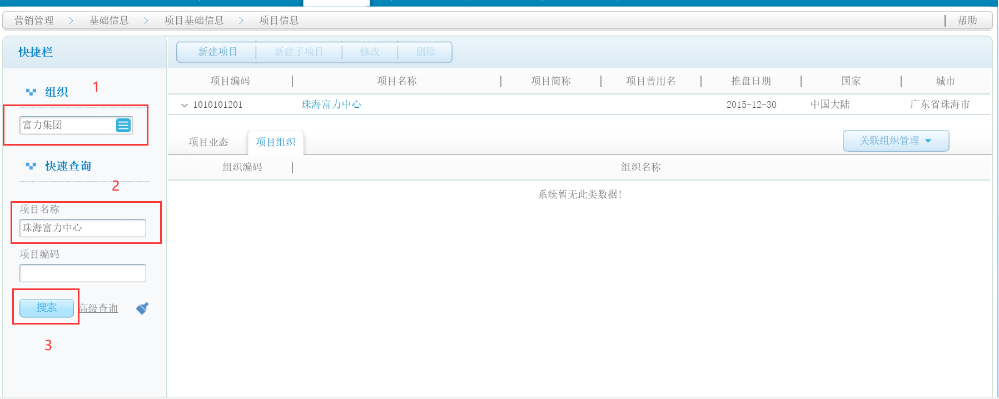 营销管理 > 基础信息 > 项目基础信息 > 项目信息 帮助
快捷栏
组织 1
富力集团
快速查询
2
项目名称
珠海富力中心
项目编码
搜索 高级查询
3
新建项目 新建子项目 修改 删除
项目编码 项目名称 项目简称 项目曾用名 推盘日期 国家 城市
1010101201 珠海富力中心 2015-12-30 中国大陆 广东省珠海市
项目业态 项目组织 关联组织管理
组织编码 组织名称
系统暂无此类数据!